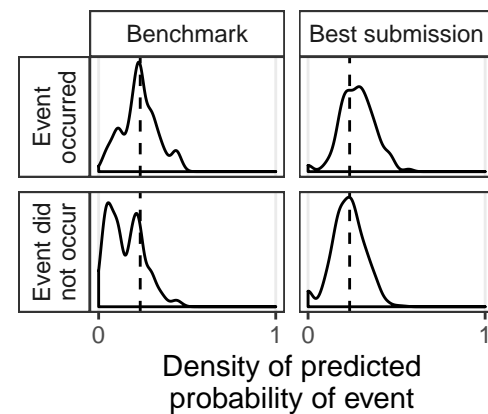 Benchmark
Best submission
Event
occurred
Event did
not occur
0
1
0
1
Density of predicted
probability of event